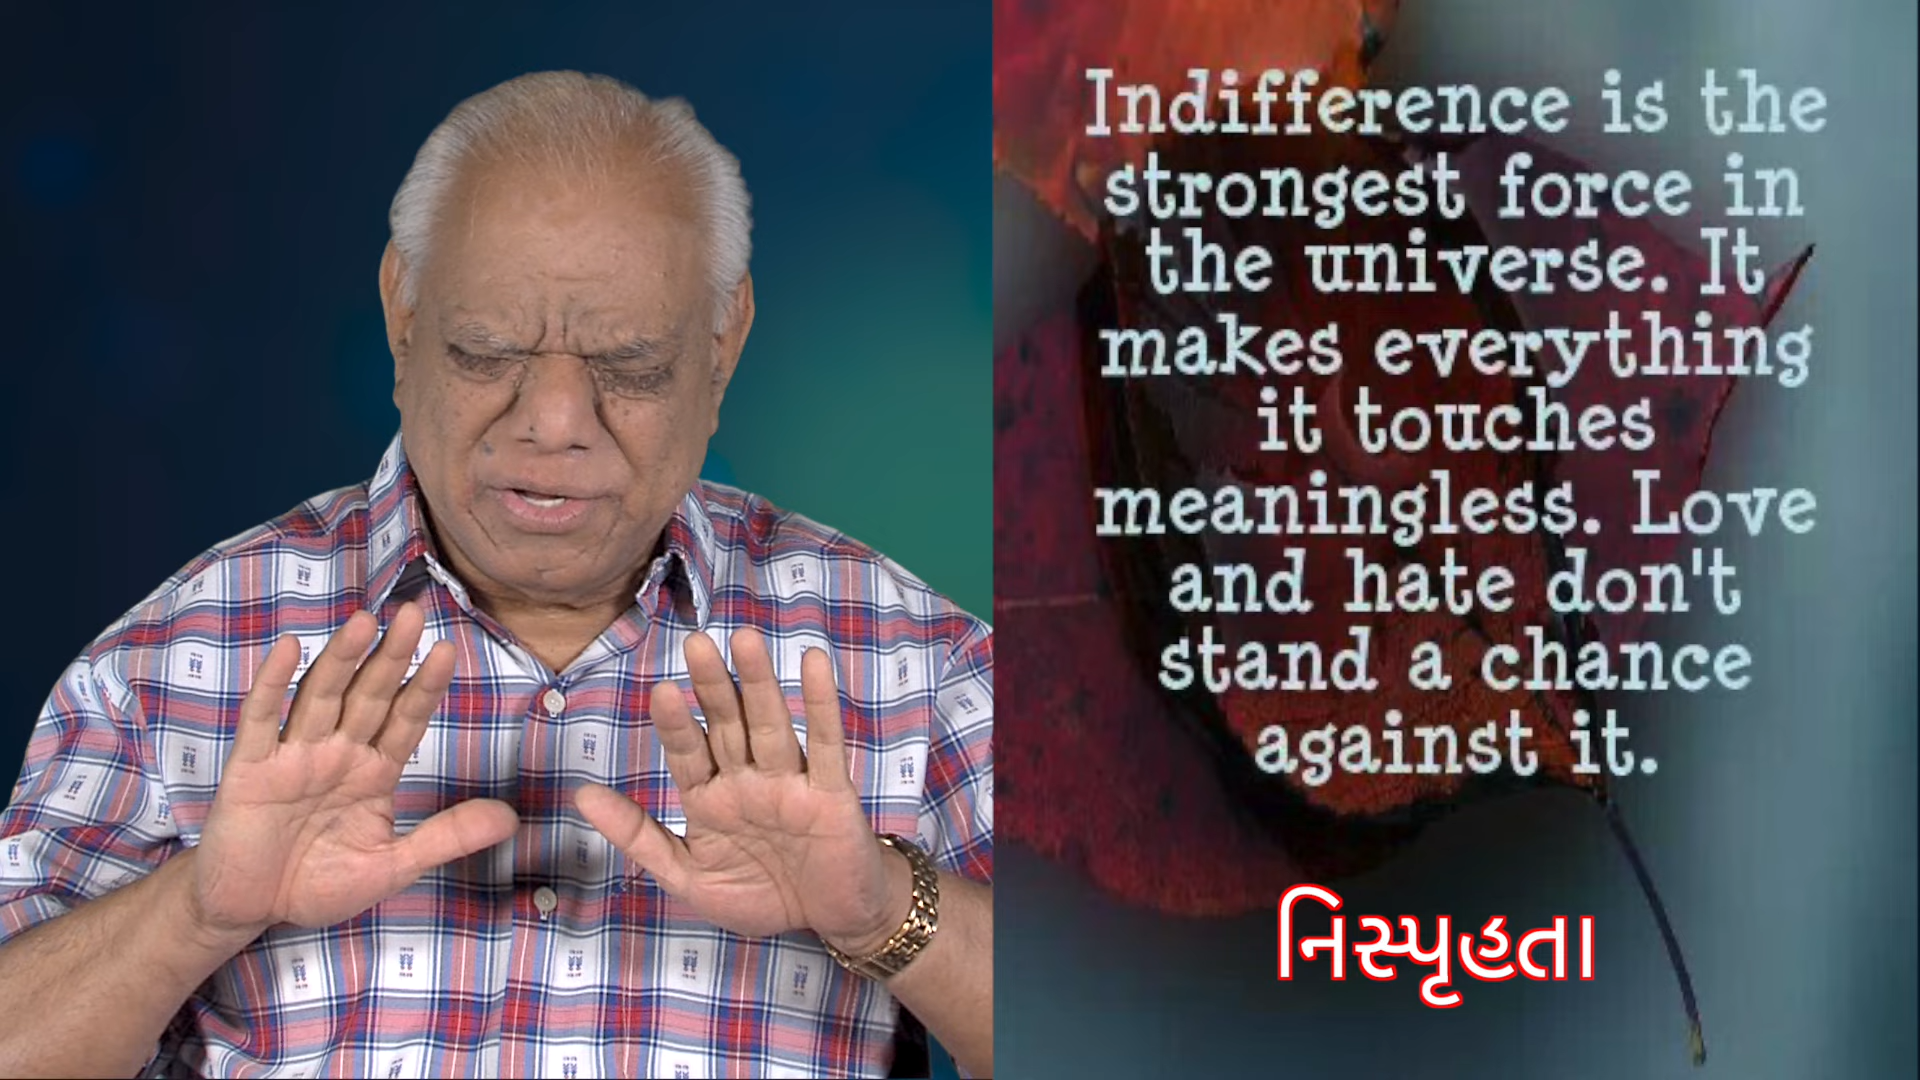 Indifference is the
strongest force in
the universe. It
makes everything
it touches
meaningless. Love
and hate don't
stand a chance
against it.
નિસ્પૃહતા